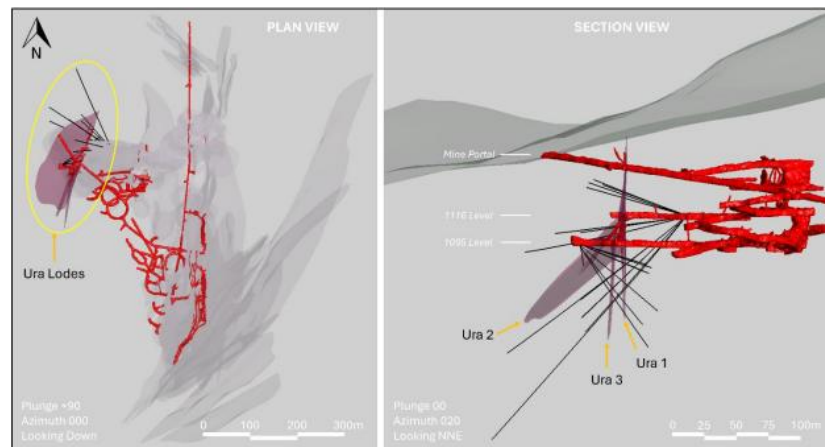 PLAN VIEW
N
Ura Lodes
Plunge +90
Azimuth 000
Looking Down
0 100 200 300m
SECTION VIEW
Mine Portal
1116 Level
1095 Level
Ura 2
Ura 3
Ura 1
Plunge 00
Azimuth 020
Looking NNE
0 25 50 75 100m